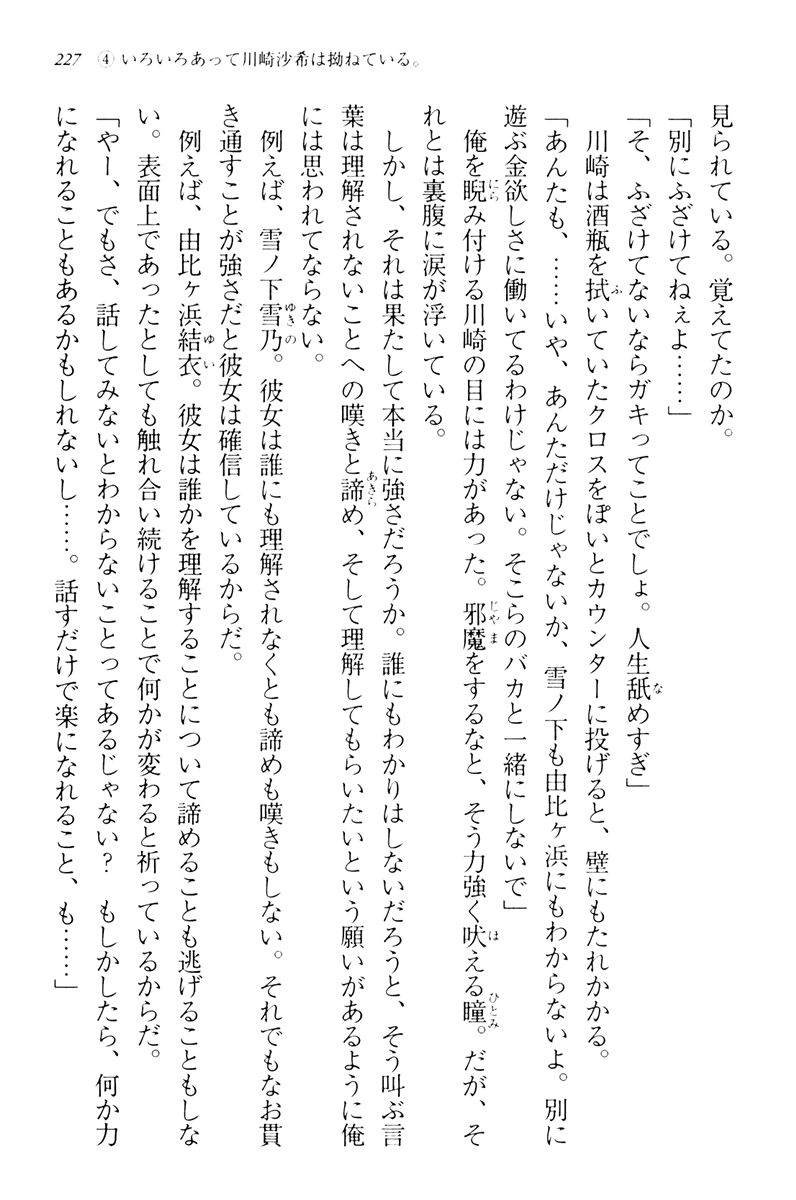 227 ④ いろいろあって川崎沙希は拗ねている。
見られている。覚えてたのか。
「別にふざけてねぇよ……」
「そ、ふざけてないならガキってことでしょ。人生舐めすぎ」
川崎は酒瓶を拭いていたクロスをぽいとカウンターに投げると、壁にもたれかかる。
「あんたも、……いや、あんただけじゃないか、雪ノ下も由比ヶ浜にもわからないよ。別に
遊ぶ金欲しさに働いてるわけじゃない。そこらのバカと一緒にしないで」
俺を睨み付ける川崎の目には力があった。邪魔をするなと、そう力強く吠える瞳。だが、そ
れとは裏腹に涙が浮いている。
しかし、それは果たして本当に強さだろうか。誰にもわかりはしないだろうと、そう叫ぶ言
葉は理解されないことへの嘆きと諦め、そして理解してもらいたいという願いがあるように俺
には思われてならない。
例えば、雪ノ下雪乃。彼女は誰にも理解されなくとも諦めも嘆きもしない。それでもなお貫
き通すことが強さだと彼女は確信しているからだ。
例えば、由比ヶ浜結衣。彼女は誰かを理解することについて諦めることも逃げることもしな
い。表面上であったとしても触れ合い続けることで何かが変わると祈っているからだ。
「やー、でもさ、話してみないとわからないことってあるじゃない？　もしかしたら、何か力
になれることもあるかもしれないし……。話すだけで楽になれること、も……」